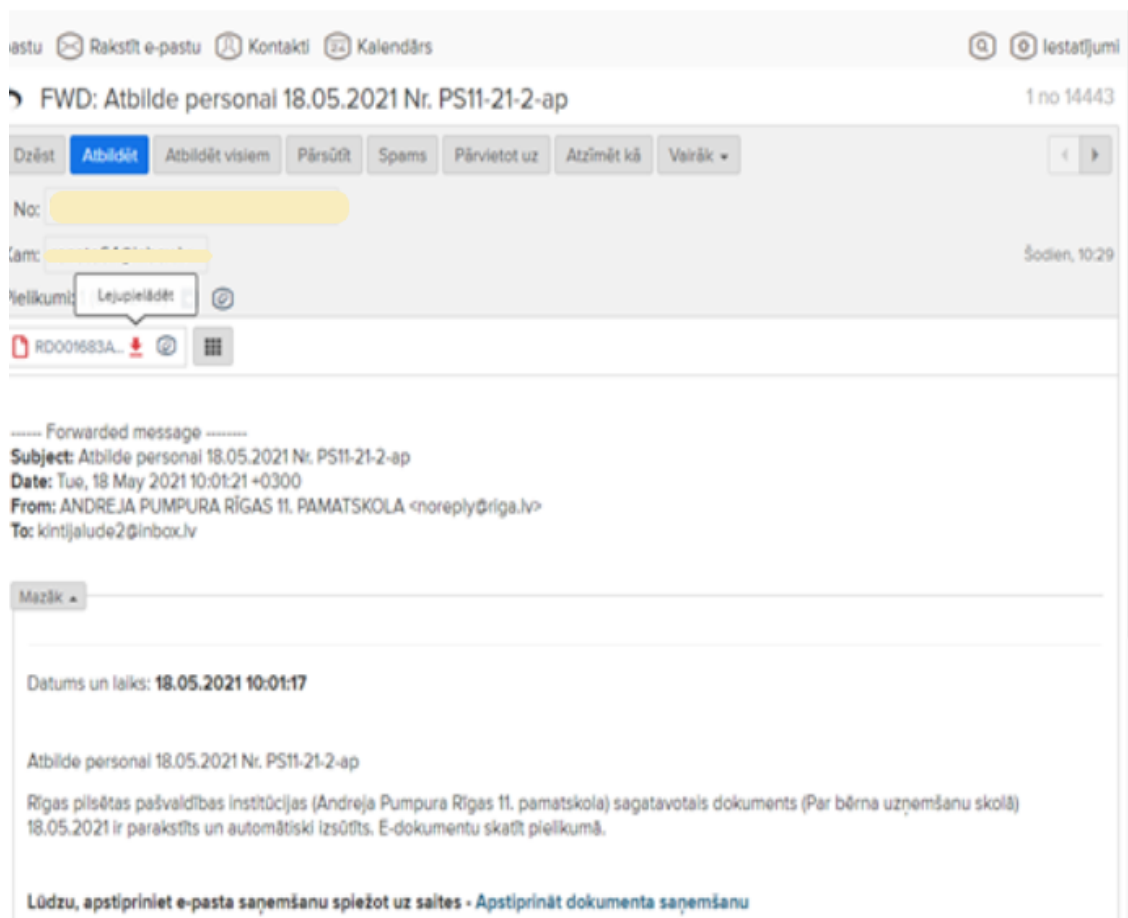 astu Rakstīt e-pastu Kontakti 24 Kalendārs Iestatījumi
FWD: Atbilde personai 18.05.2021 Nr. PS11-21-2-ap 1 no 14443
Dzēst Atbildēt Atbildēt visiem Pārsūtīt Spams Pārvietot uz Atzīmēt kā Vairāk
No:
Kam: Šodien, 10:29
Pielikumi: Lejupielādēt
RD001683A...
------ Forwarded message --------
Subject: Atbilde personai 18.05.2021 Nr. PS11-21-2-ap
Date: Tue, 18 May 2021 10:01:21 +0300
From: ANDREJA PUMPURA RĪGAS 11. PAMATSKOLA <noreply@riga.lv>
To: kintijalude2@inbox.lv
Mazāk
Datums un laiks: 18.05.2021 10:01:17
Atbilde personai 18.05.2021 Nr. PS11-21-2-ap
Rīgas pilsētas pašvaldības institūcijas (Andreja Pumpura Rīgas 11. pamatskola) sagatavotais dokuments (Par bērna uzņemšanu skolā)
18.05.2021 ir parakstīts un automātiski izsūtīts. E-dokumentu skatīt pielikumā.
Lūdzu, apstipriniet e-pasta saņemšanu spiežot uz saites - Apstiprināt dokumenta saņemšanu